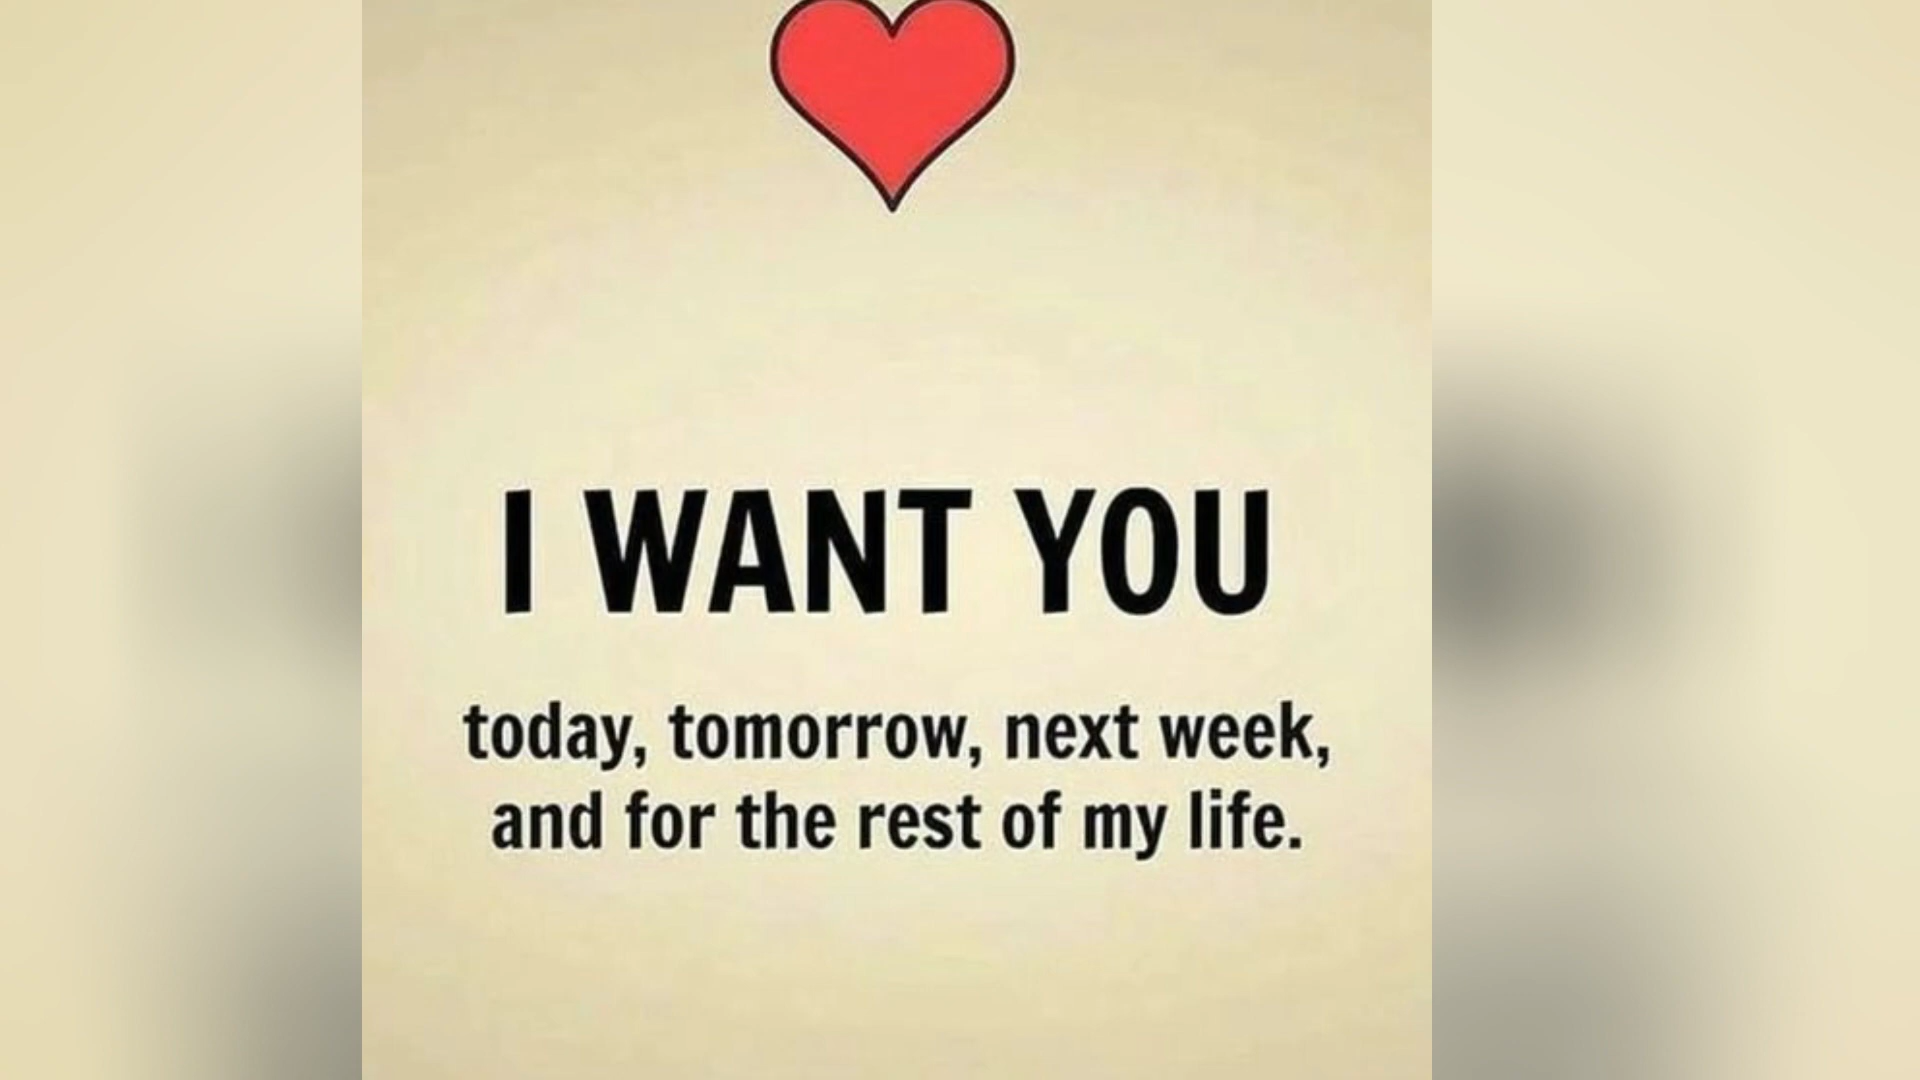 I WANT YOU
today, tomorrow, next week,
and for the rest of my life.